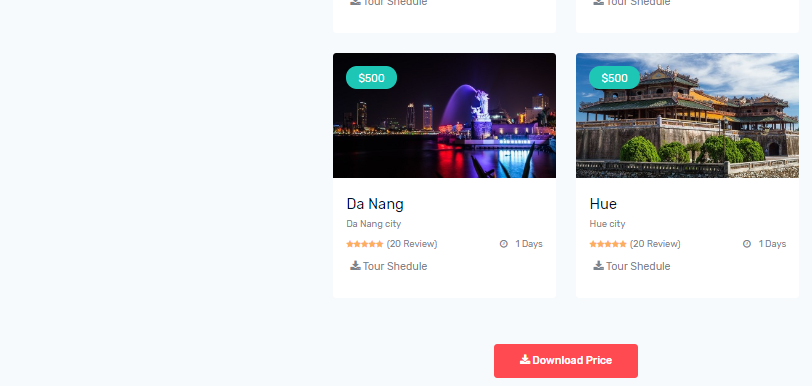 Tour Shedule
Tour Shedule
$500
Da Nang
Da Nang city
(20 Review)
1 Days
Tour Shedule
$500
Hue
Hue city
(20 Review)
1 Days
Tour Shedule
Download Price